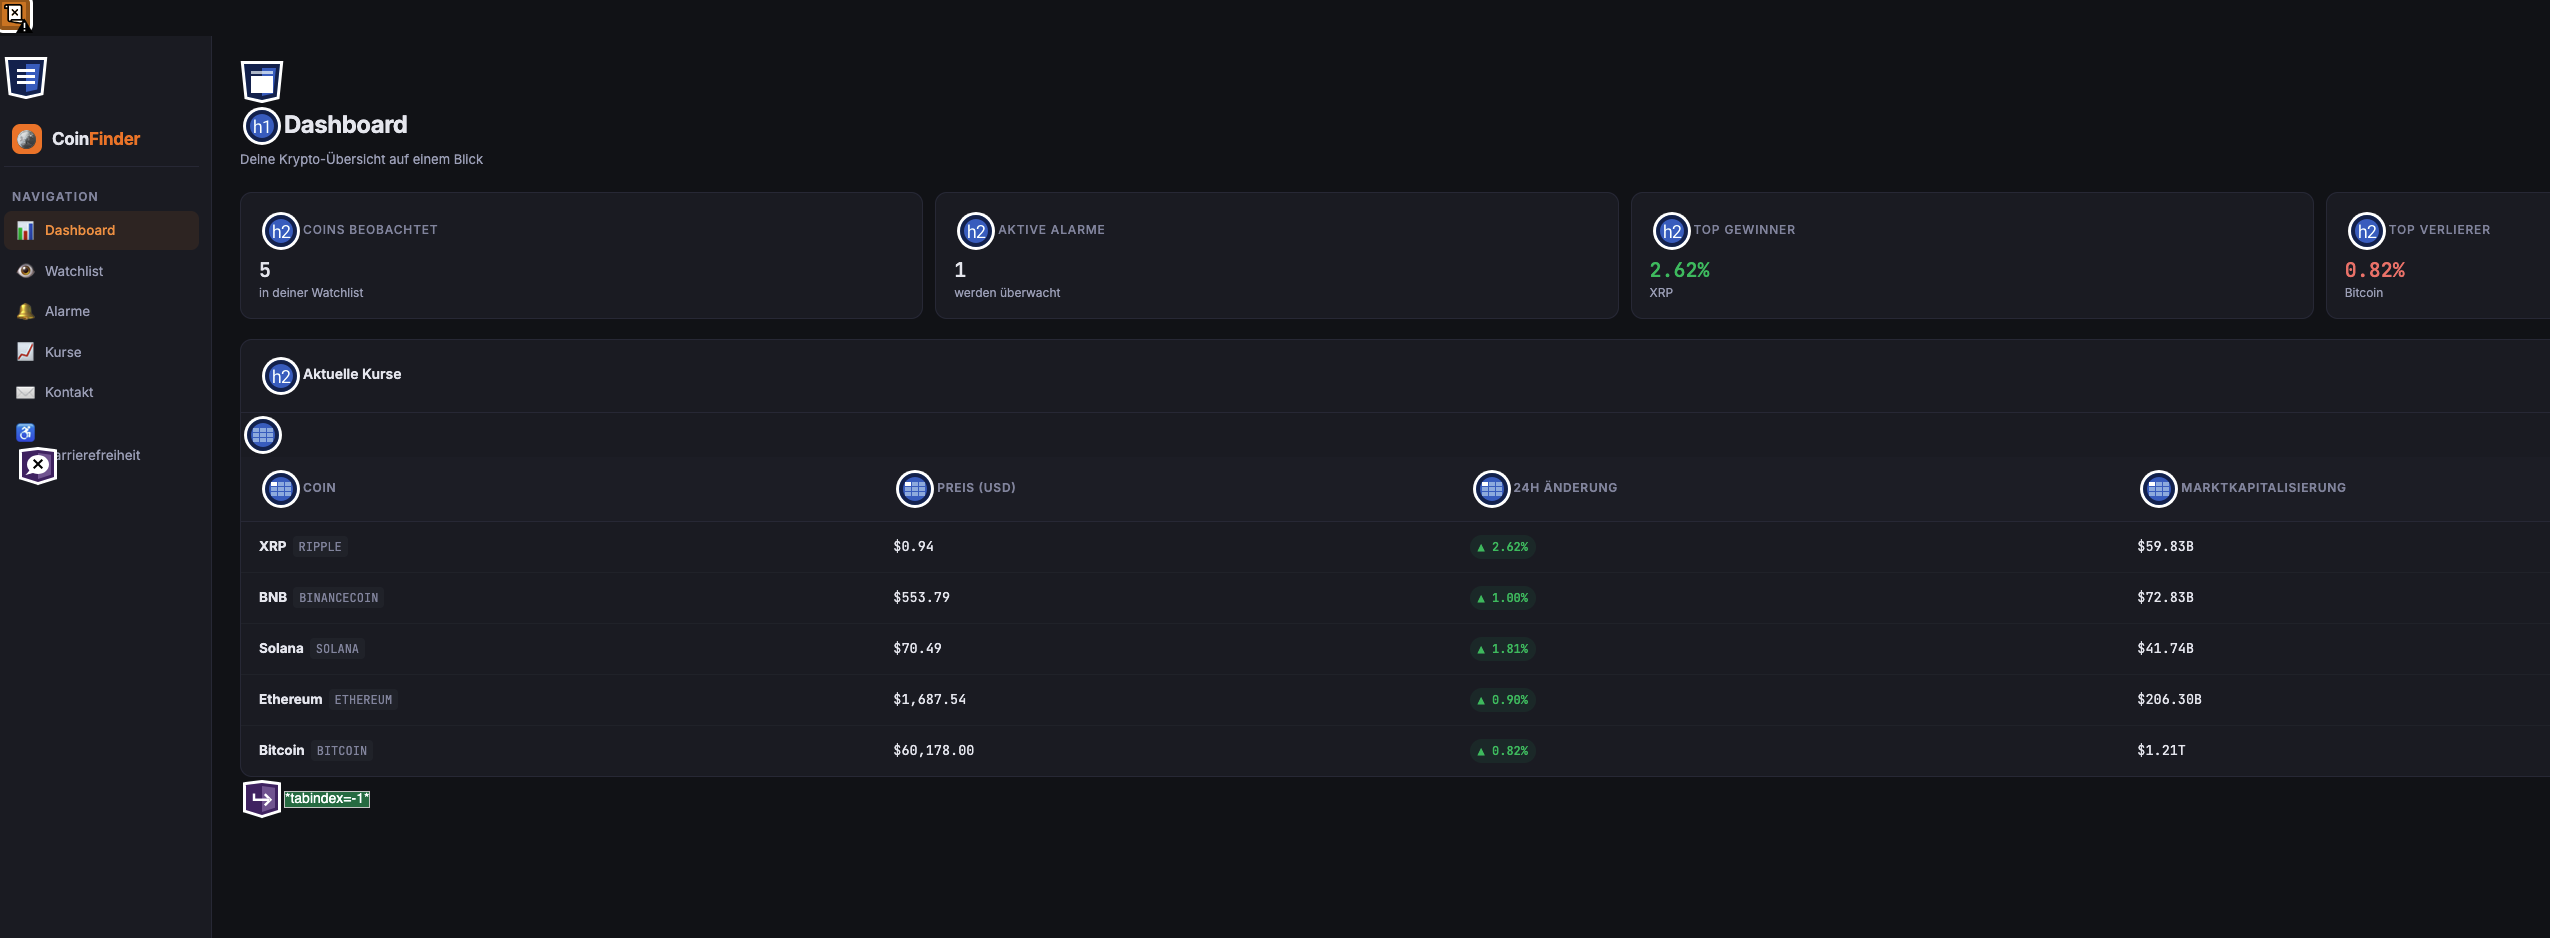 CoinFinder
NAVIGATION
Dashboard
Watchlist
Alarme
Kurse
Kontakt
arrierefreiheit
h1 Dashboard
Deine Krypto-Übersicht auf einem Blick
h2 COINS BEOBACHTET
5
in deiner Watchlist
h2 AKTIVE ALARME
1
werden überwacht
h2 TOP GEWINNER
2.62%
XRP
h2 TOP VERLIERER
0.82%
Bitcoin
h2 Aktuelle Kurse
COIN PREIS (USD) 24H ÄNDERUNG MARKTKAPITALISIERUNG
XRP RIPPLE $0.94 ▲ 2.62% $59.83B
BNB BINANCECOIN $553.79 ▲ 1.00% $72.83B
Solana SOLANA $70.49 ▲ 1.81% $41.74B
Ethereum ETHEREUM $1,687.54 ▲ 0.90% $206.30B
Bitcoin BITCOIN $60,178.00 ▲ 0.82% $1.21T
*tabindex=-1*